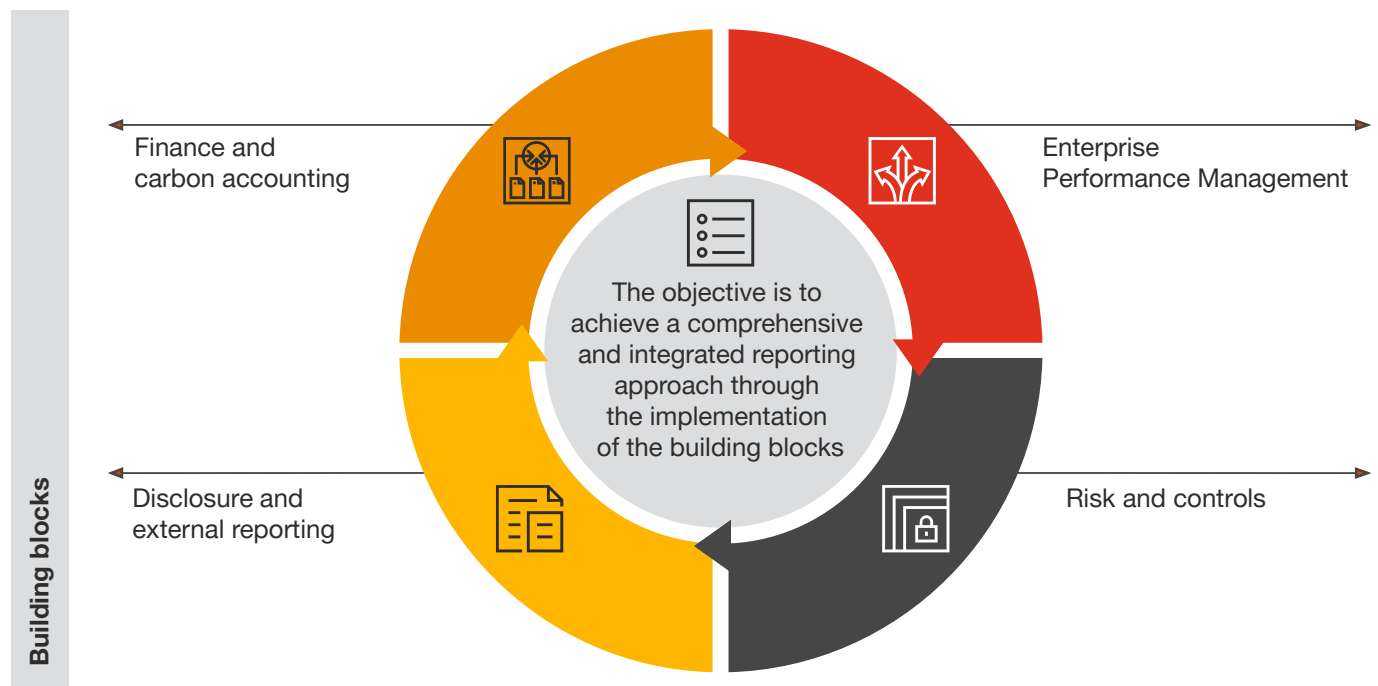 Building blocks
Finance and
carbon accounting
Enterprise
Performance Management
The objective is to
achieve a comprehensive
and integrated reporting
approach through
the implementation
of the building blocks
Disclosure and
external reporting
Risk and controls